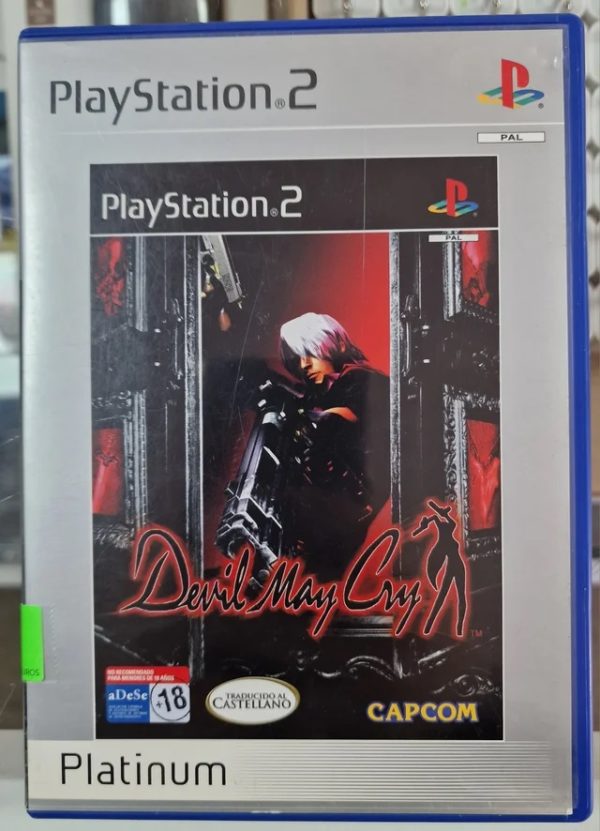 PlayStation®2
PAL
PlayStation®2
PAL
Devil May Cry
TM
NO RECOMENDADO
PARA MENORES DE 18 AÑOS
aDeSe
+18
TRADUCIDO AL
CASTELLANO
CAPCOM
Platinum